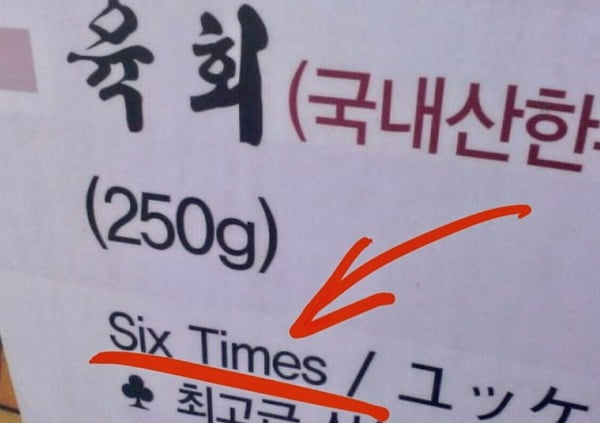 육회 (국내산한
(250g)
Six Times / ユッケ
♣ 최고급